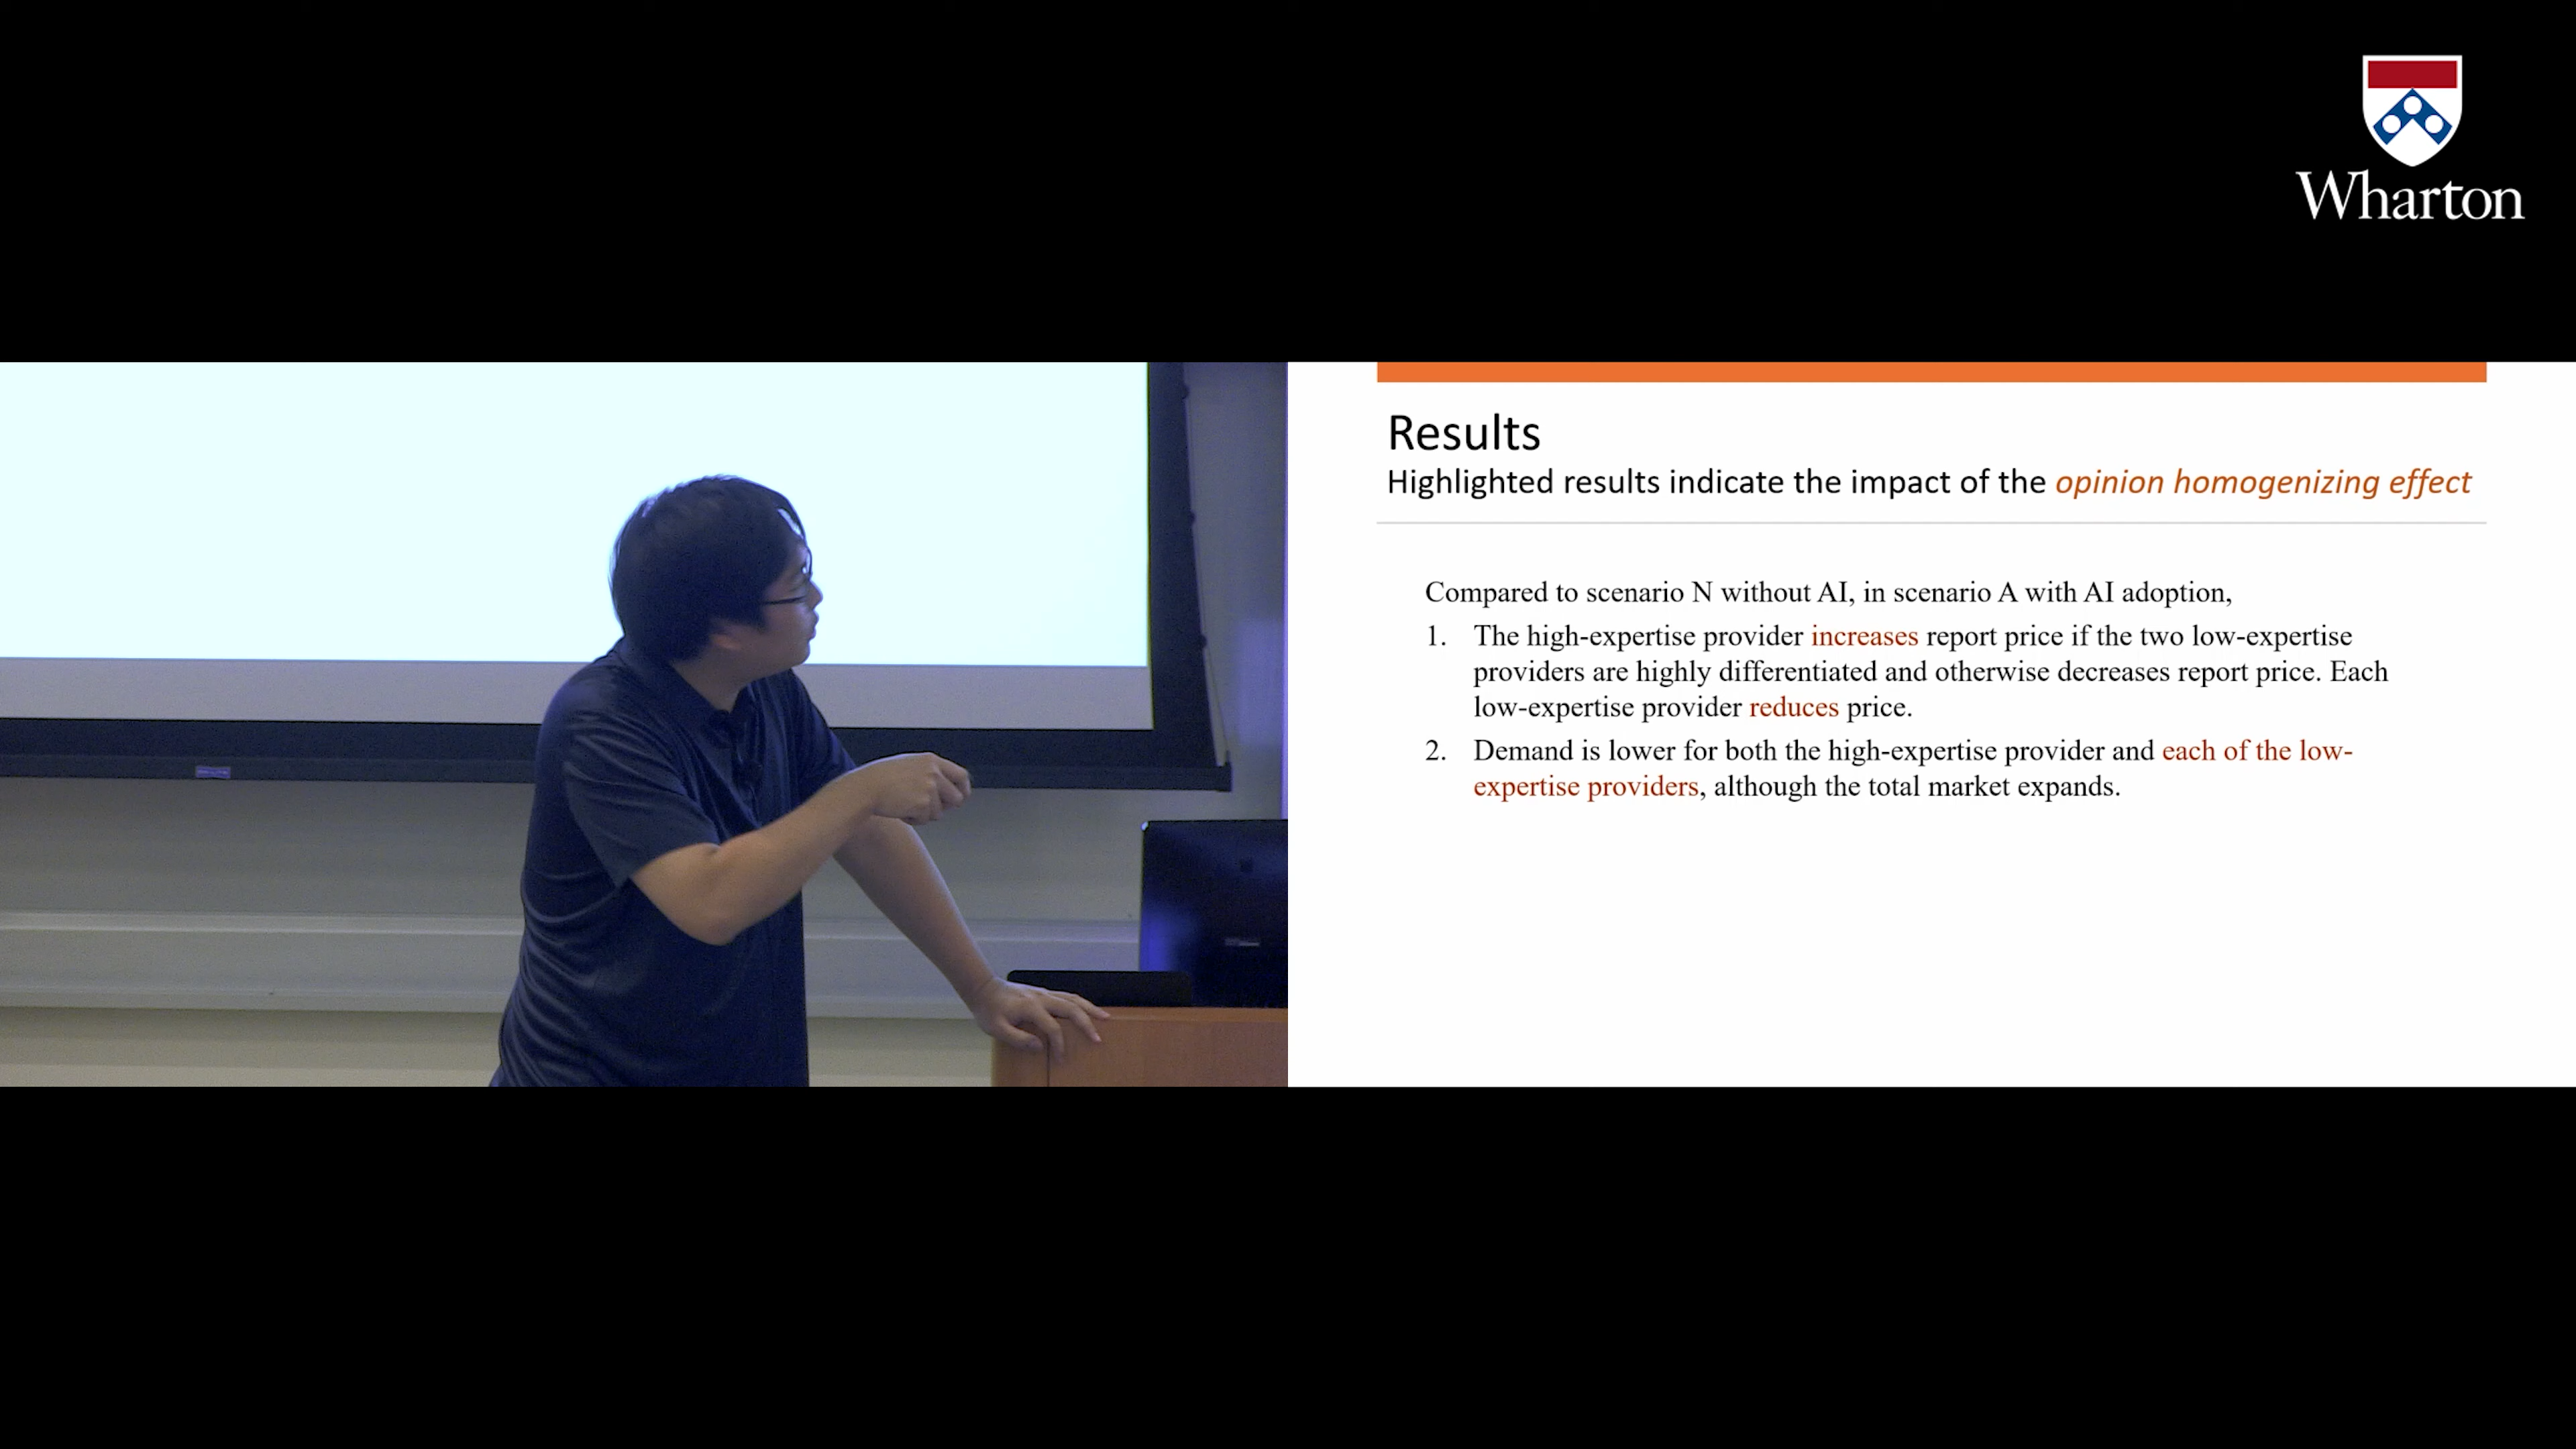 Wharton
Results
Highlighted results indicate the impact of the opinion homogenizing effect
Compared to scenario N without AI, in scenario A with AI adoption,
1. The high-expertise provider increases report price if the two low-expertise
providers are highly differentiated and otherwise decreases report price. Each
low-expertise provider reduces price.
2. Demand is lower for both the high-expertise provider and each of the low-
expertise providers, although the total market expands.